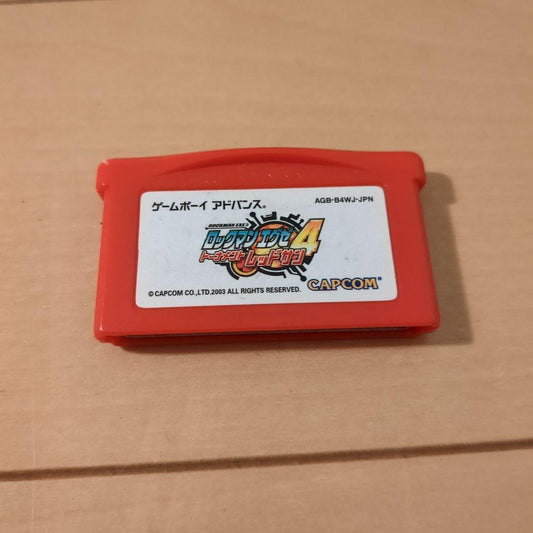 ゲームボーイ アドバンス®
AGB-B4WJ-JPN
ROCKMAN EXE 4
ロックマンエグゼ4
トーナメント レッドサン
CAPCOM®
© CAPCOM CO.,LTD.2003 ALL RIGHTS RESERVED.